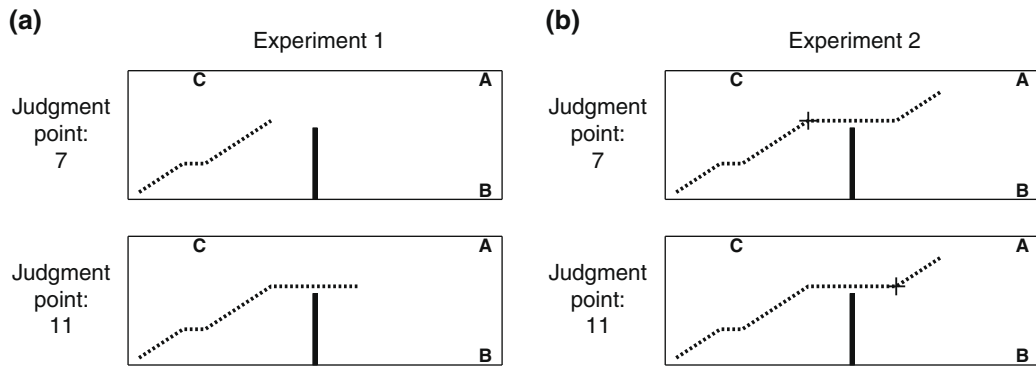 (a)
Experiment 1
C
A
Judgment
point:
7
B
C
A
Judgment
point:
11
B
(b)
Experiment 2
C
A
Judgment
point:
7
B
C
A
Judgment
point:
11
B